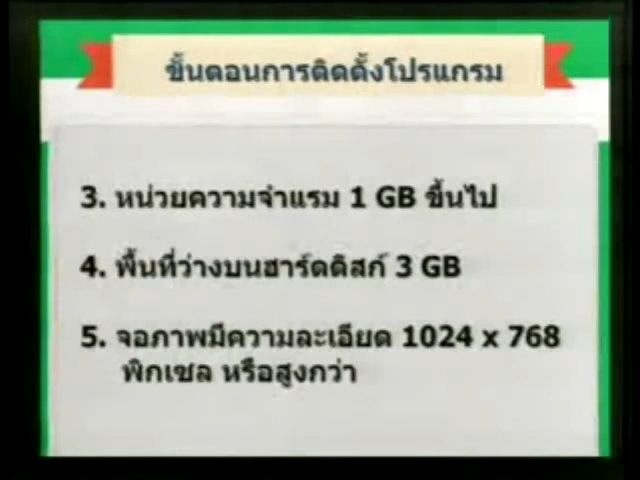 ขั้นตอนการติดตั้งโปรแกรม
3. หน่วยความจำแรม 1 GB ขึ้นไป
4. พื้นที่ว่างบนฮาร์ดดิสก์ 3 GB
5. จอภาพมีความละเอียด 1024 x 768
พิกเซล หรือสูงกว่า